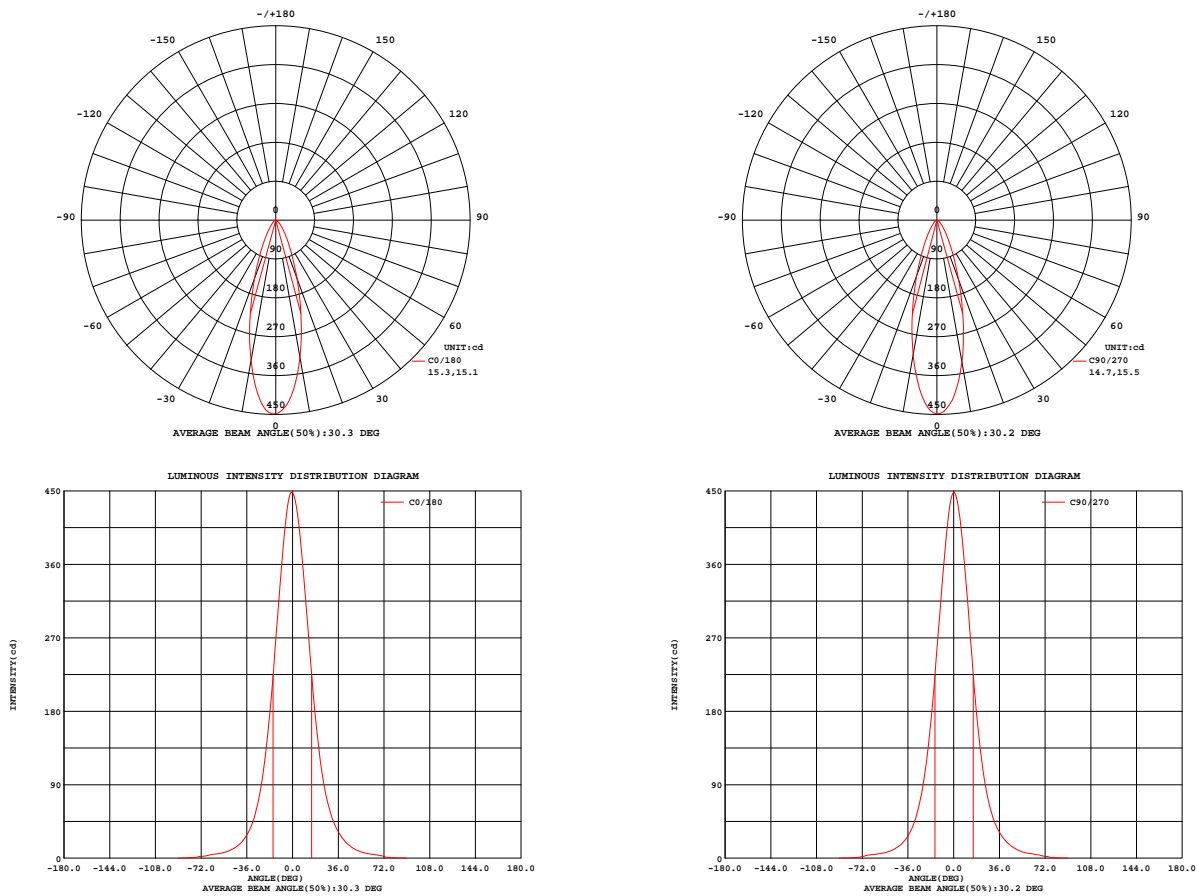 -/+180
-150 150
-120 120
-90 0 90
90
180
-60 60
270
UNIT:cd
C0/180
360
15.3,15.1
-30 30
450
0
AVERAGE BEAM ANGLE(50%):30.3 DEG
-/+180
-150 150
-120 120
-90 0 90
90
180
-60 60
270
UNIT:cd
C90/270
360
14.7,15.5
-30 30
450
0
AVERAGE BEAM ANGLE(50%):30.2 DEG
LUMINOUS INTENSITY DISTRIBUTION DIAGRAM
450
C0/180
360
270
INTENSITY(cd)
180
90
0
-180.0 -144.0 -108.0 -72.0 -36.0 0.0 36.0 72.0 108.0 144.0 180.0
ANGLE(DEG)
AVERAGE BEAM ANGLE(50%):30.3 DEG
LUMINOUS INTENSITY DISTRIBUTION DIAGRAM
450
C90/270
360
270
INTENSITY(cd)
180
90
0
-180.0 -144.0 -108.0 -72.0 -36.0 0.0 36.0 72.0 108.0 144.0 180.0
ANGLE(DEG)
AVERAGE BEAM ANGLE(50%):30.2 DEG